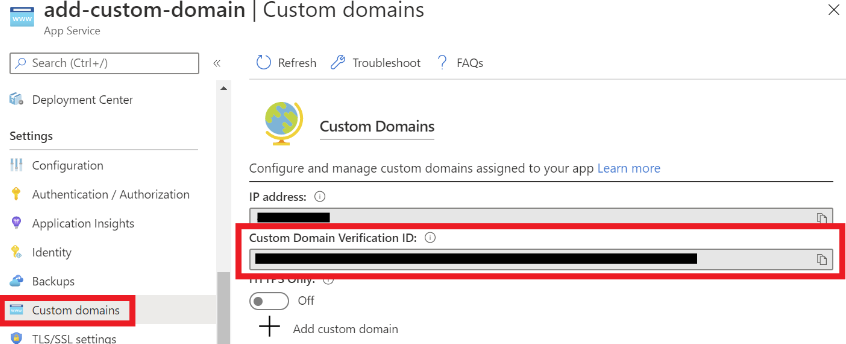 add-custom-domain | Custom domains
www
App Service
Search (Ctrl+/)
«
Deployment Center
Settings
Configuration
Authentication / Authorization
Application Insights
Identity
Backups
Custom domains
TLS/SSL settings
Refresh
Troubleshoot
? FAQs
Custom Domains
Configure and manage custom domains assigned to your app Learn more
IP address:
Custom Domain Verification ID:
HTTPS Only:
Off
Add custom domain